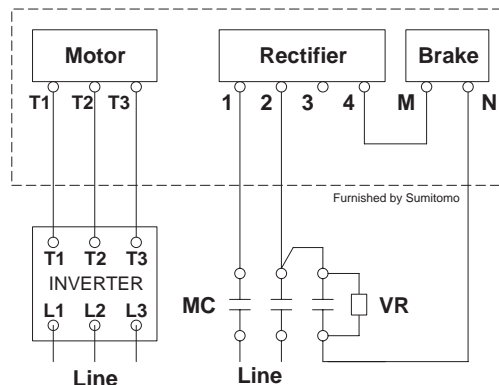 Motor Rectifier Brake
T1 T2 T3 1 2 3 4 M N
Furnished by Sumitomo
T1 T2 T3
INVERTER
L1 L2 L3
MC VR
Line Line